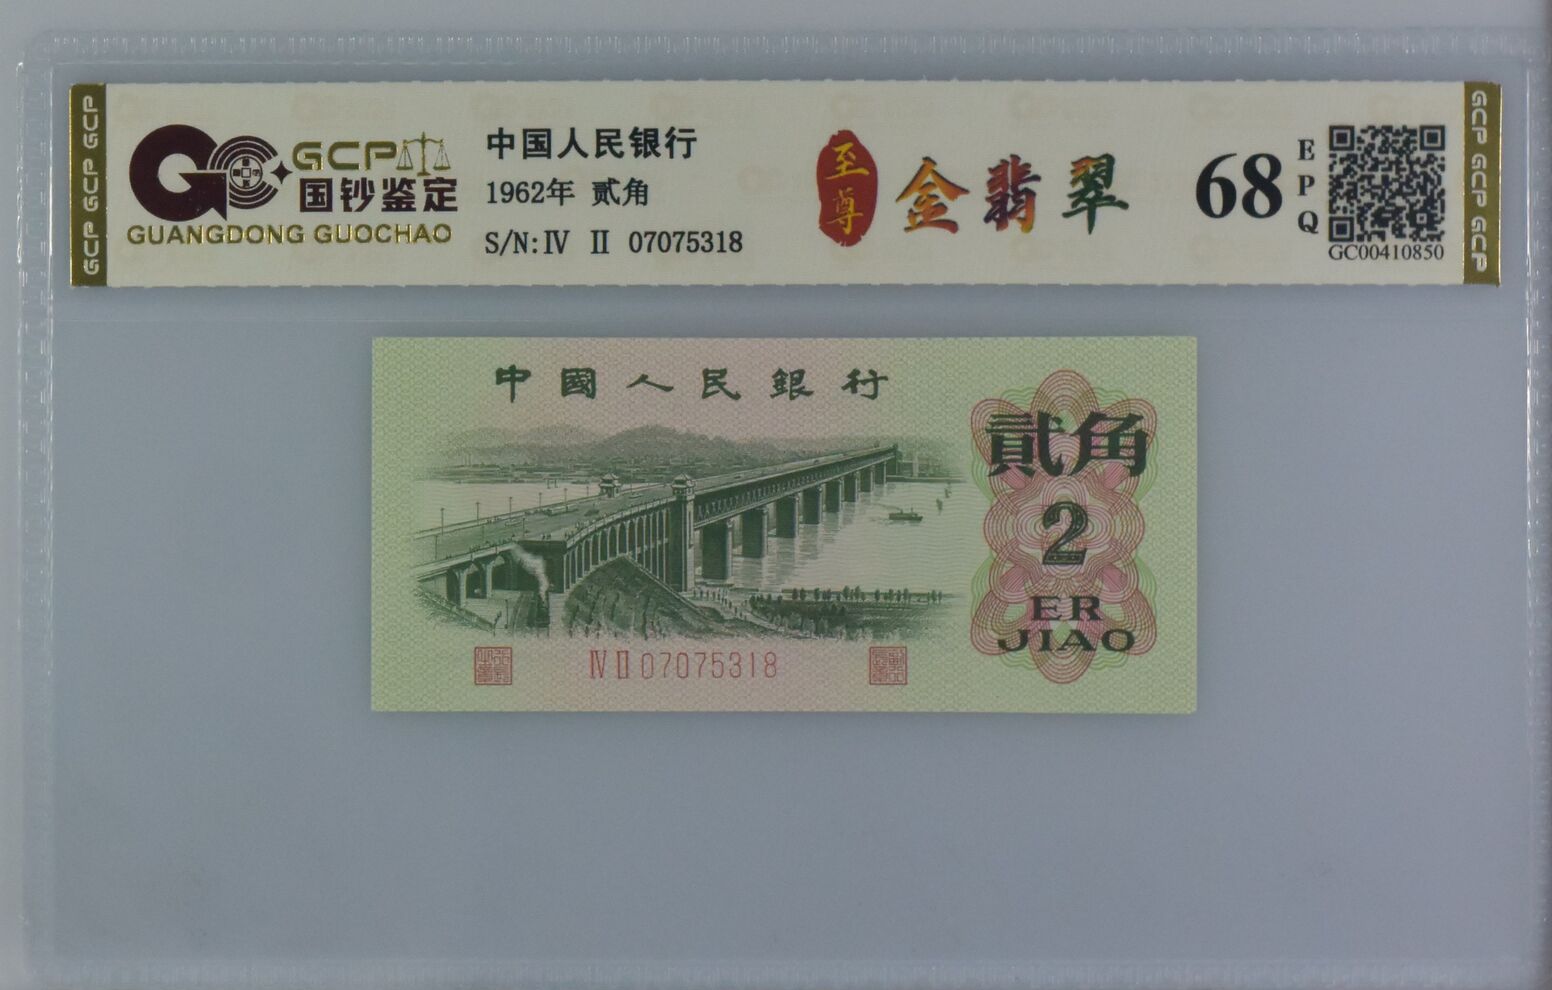 GCP GCP GCP
GCP
国钞鉴定
GUANGDONG GUOCHAO
中国人民银行
1962年 贰角
S/N: Ⅳ Ⅱ 07075318
至尊
金翡翠
68
EPQ
GC00410850
GCP GCP GCP
中國人民銀行
貳角
2
ER
JIAO
Ⅳ Ⅱ 07075318